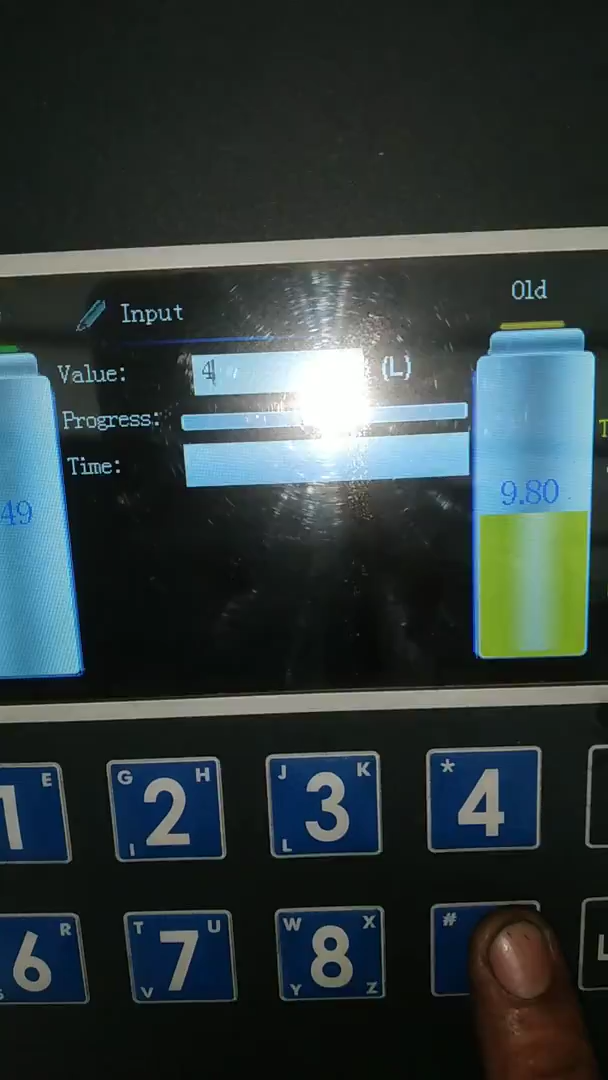 Input
Old
Value: 4 (L)
Progress:
Time:
49
9.80
T
1 E
G 2 H I
J 3 K L
* 4
6 R
T 7 U V
W 8 X Y Z
#
L